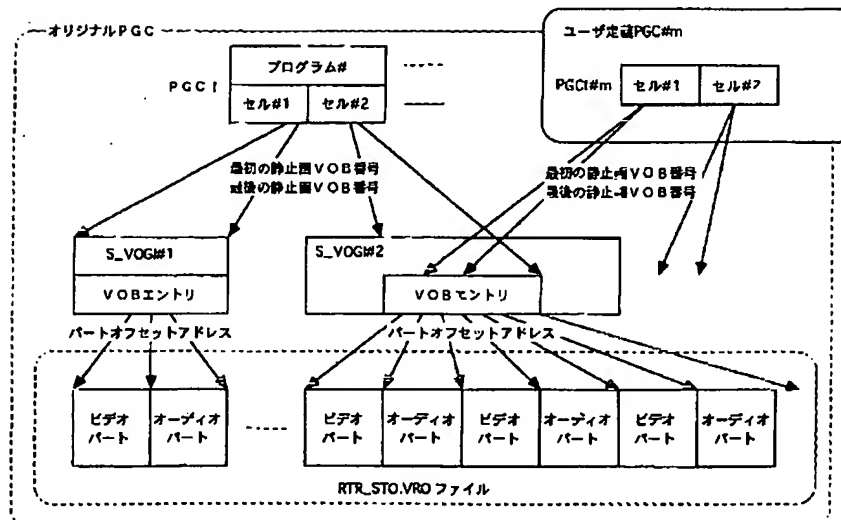 オリジナルPGC
ユーザ定義PGC#m
プログラム#
PGCI
セル#1
セル#2
PGCI#m
セル#1
セル#2
最初の静止画VOB番号
最後の静止画VOB番号
最初の静止画VOB番号
最後の静止画VOB番号
S_VOGI#1
S_VOGI#2
VOBエントリ
VOBエントリ
パートオフセットアドレス
パートオフセットアドレス
ビデオ
パート
オーディオ
パート
ビデオ
パート
オーディオ
パート
ビデオ
パート
オーディオ
パート
ビデオ
パート
オーディオ
パート
RTR_STO.VROファイル